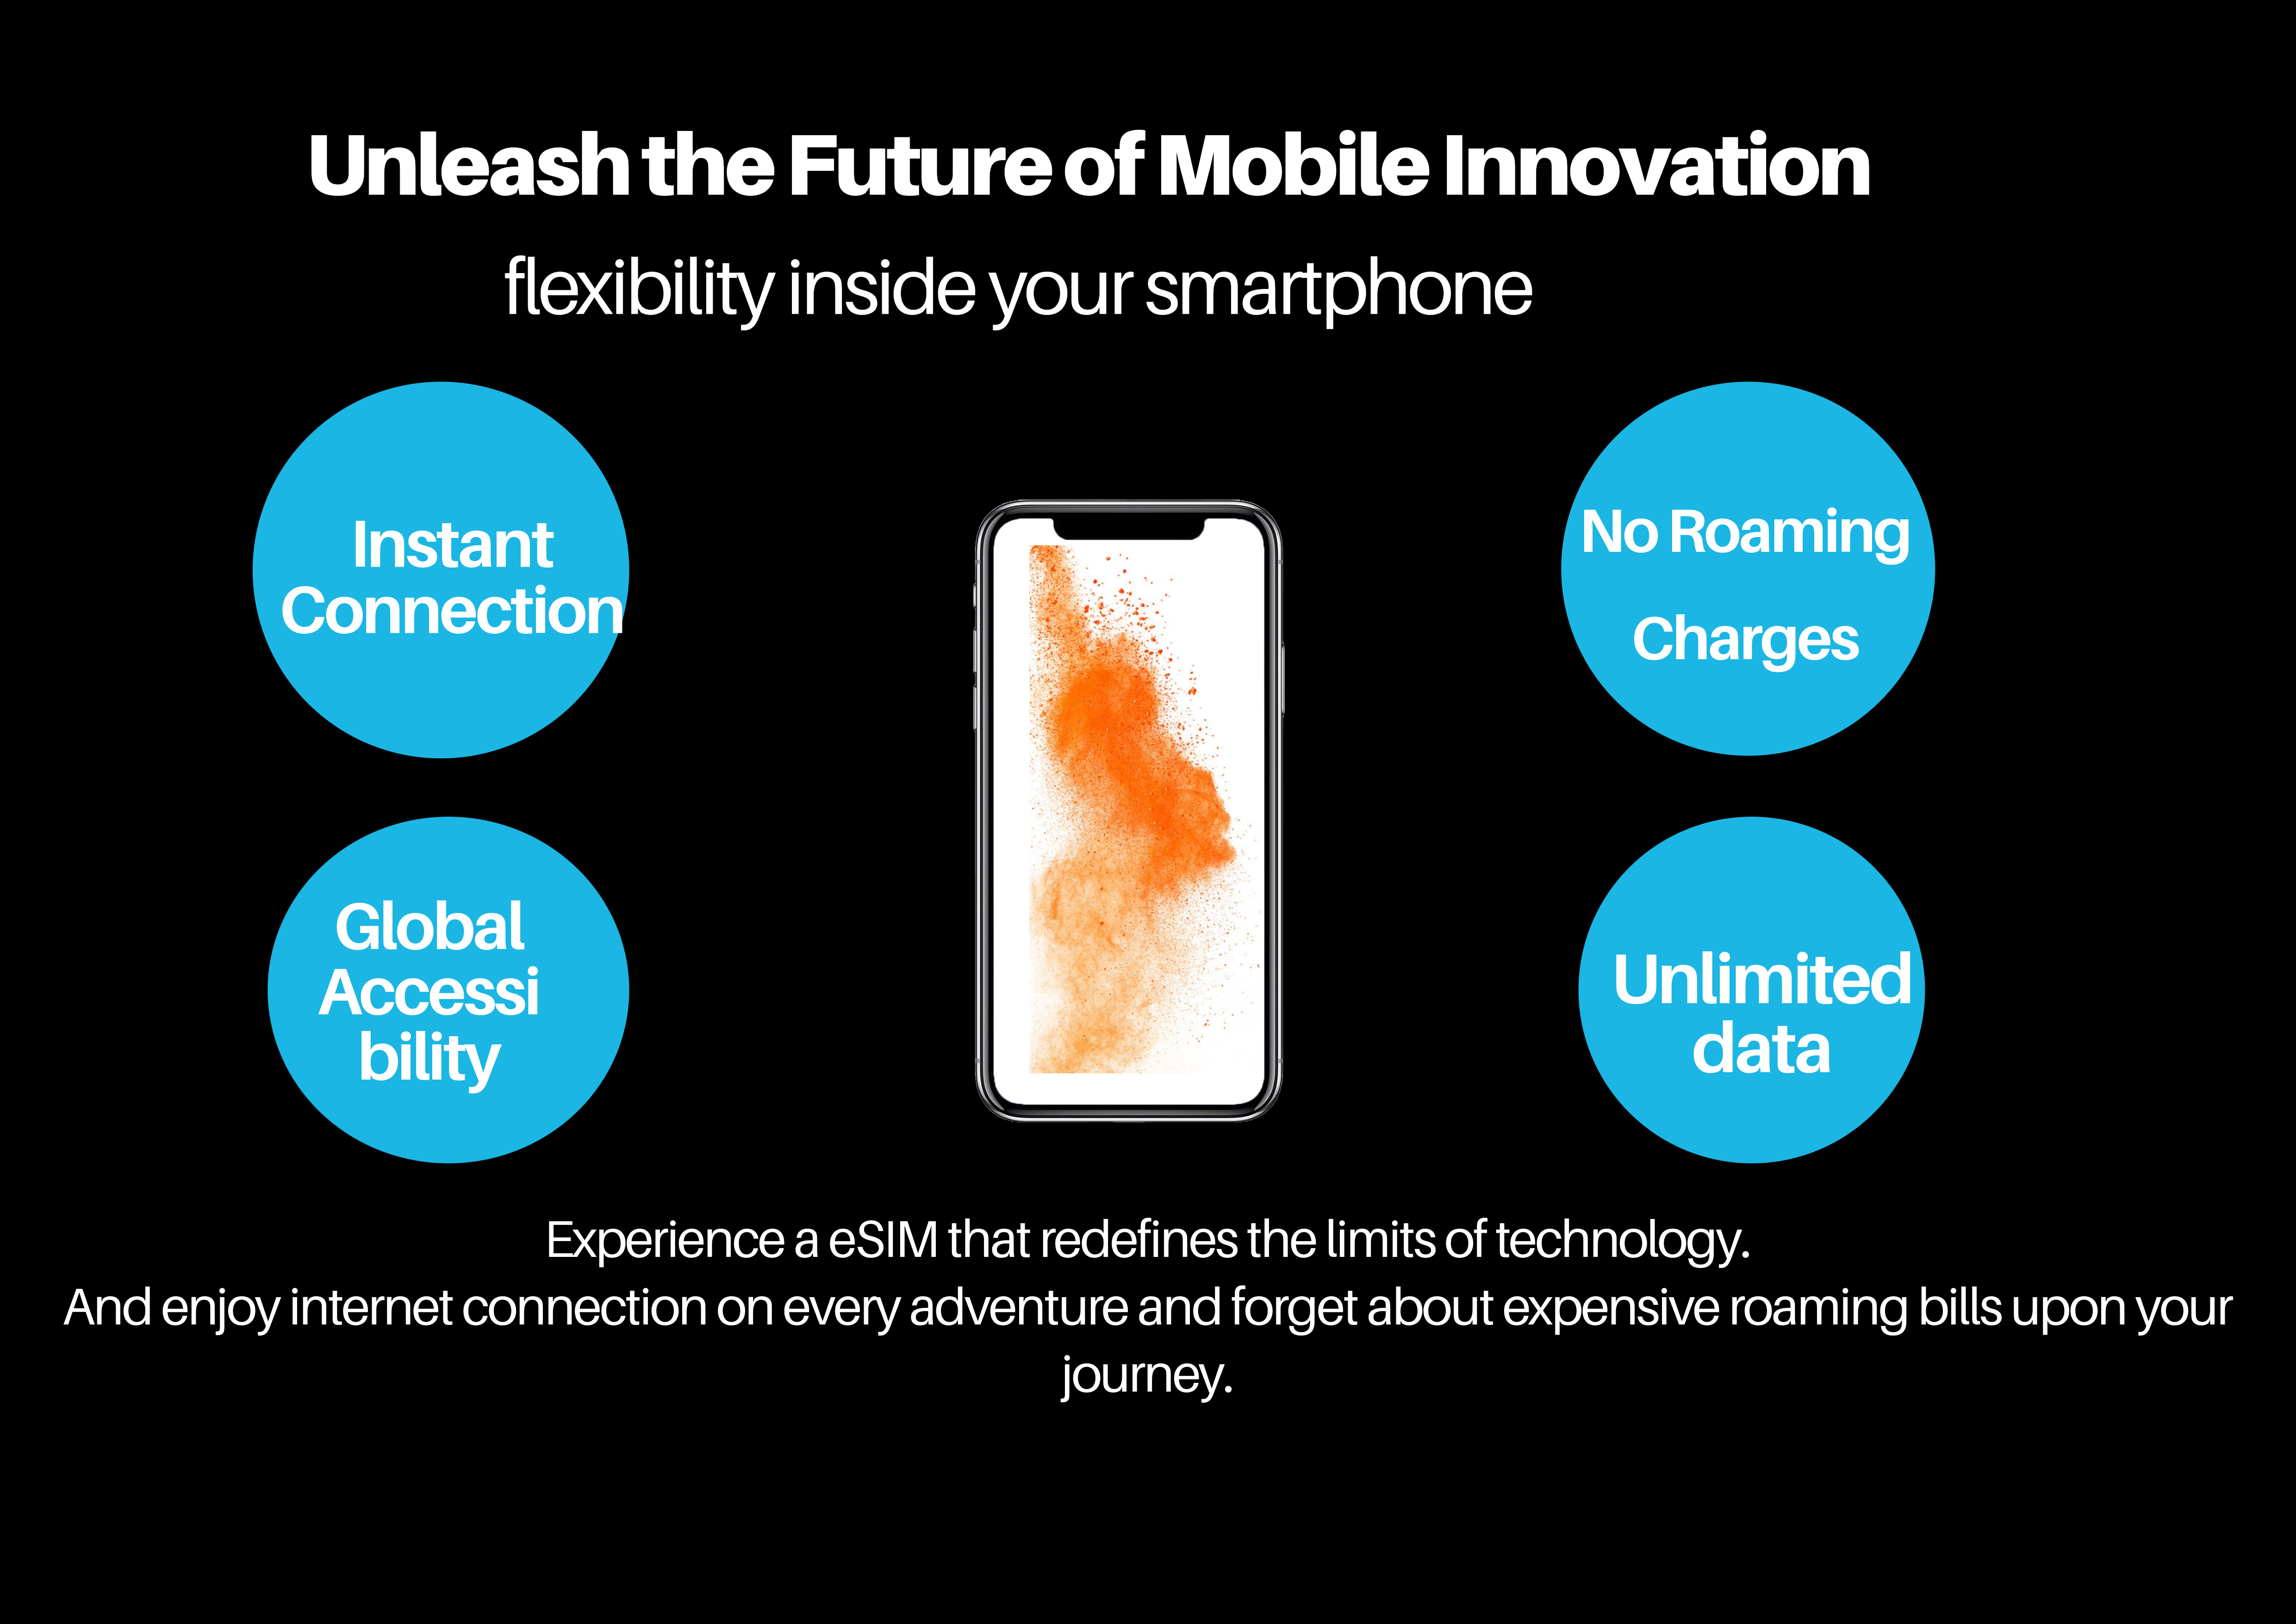 Unleash the Future of Mobile Innovation
flexibility inside your smartphone
Instant
Connection
No Roaming
Charges
Global
Accessi
bility
Unlimited
data
Experience a eSIM that redefines the limits of technology.
And enjoy internet connection on every adventure and forget about expensive roaming bills upon your
journey.